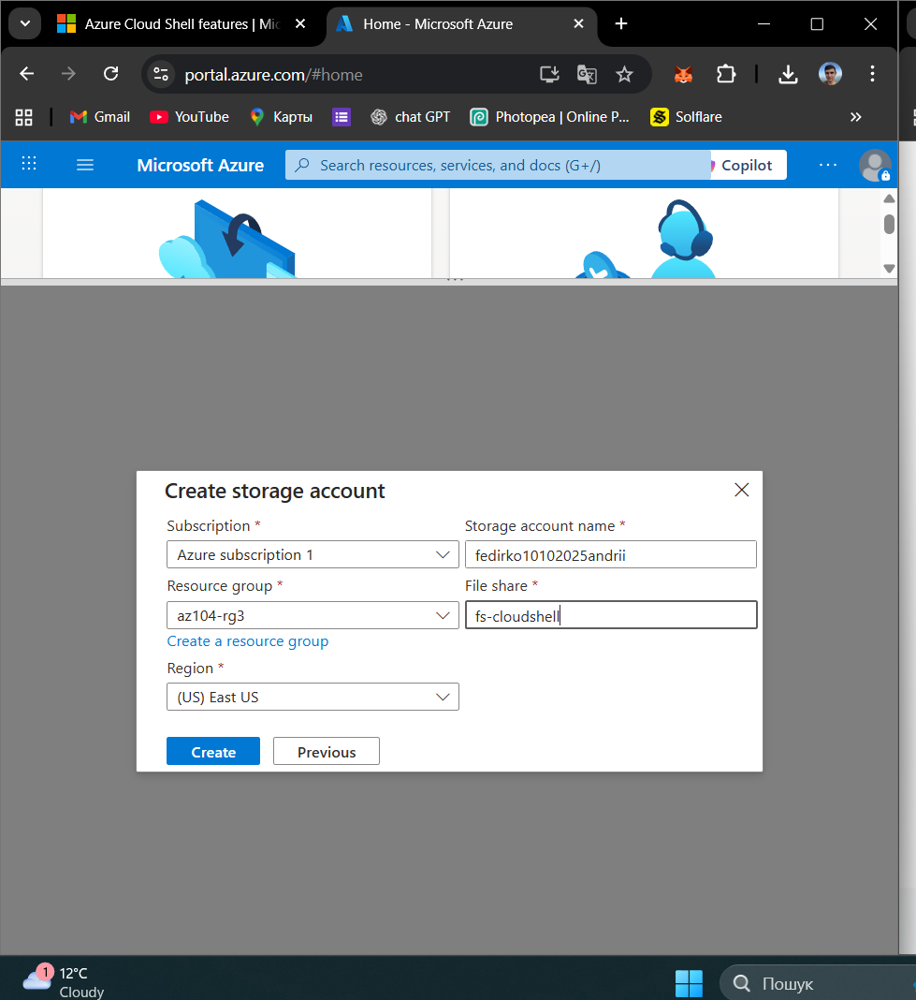 Azure Cloud Shell features | Mic
Home - Microsoft Azure
portal.azure.com/#home
Gmail
YouTube
Карты
chat GPT
Photopea | Online P...
Solflare
Microsoft Azure
Search resources, services, and docs (G+/)
Copilot
Create storage account
Subscription *
Storage account name *
Azure subscription 1
fedirko10102025andrii
Resource group *
File share *
az104-rg3
fs-cloudshell
Create a resource group
Region *
(US) East US
Create
Previous
1
12°C
Cloudy
Пошук